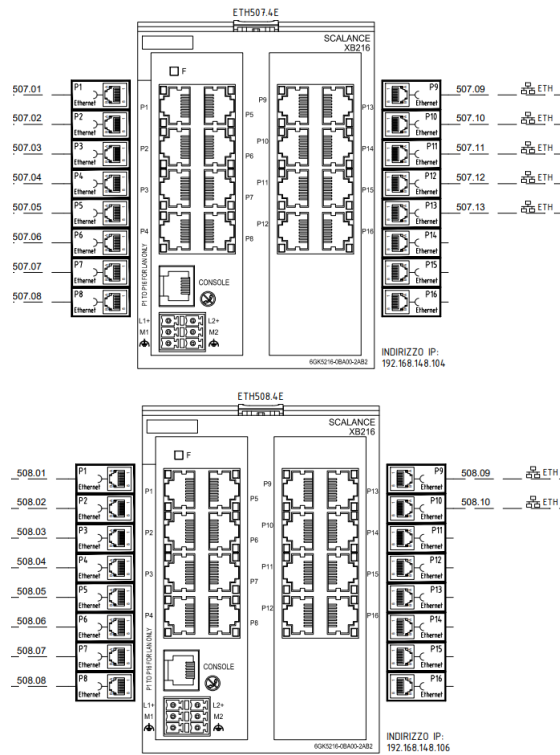 ETH507.4E
SCALANCE
XB216
F
507.01 P1 Ethernet
507.02 P2 Ethernet
507.03 P3 Ethernet
507.04 P4 Ethernet
507.05 P5 Ethernet
507.06 P6 Ethernet
507.07 P7 Ethernet
507.08 P8 Ethernet
P1 P5 P9 P13
P2 P6 P10 P14
P3 P7 P11 P15
P4 P8 P12 P16
P9 Ethernet 507.09 ETH
P10 Ethernet 507.10 ETH
P11 Ethernet 507.11 ETH
P12 Ethernet 507.12 ETH
P13 Ethernet 507.13 ETH
P14 Ethernet
P15 Ethernet
P16 Ethernet
P1 TO P16 FOR LAN ONLY
CONSOLE
L1+ L2+
M1 M2
6GK5216-0BA00-2AB2
INDIRIZZO IP:
192.168.148.104
ETH508.4E
SCALANCE
XB216
F
508.01 P1 Ethernet
508.02 P2 Ethernet
508.03 P3 Ethernet
508.04 P4 Ethernet
508.05 P5 Ethernet
508.06 P6 Ethernet
508.07 P7 Ethernet
508.08 P8 Ethernet
P1 P5 P9 P13
P2 P6 P10 P14
P3 P7 P11 P15
P4 P8 P12 P16
P9 Ethernet 508.09 ETH
P10 Ethernet 508.10 ETH
P11 Ethernet
P12 Ethernet
P13 Ethernet
P14 Ethernet
P15 Ethernet
P16 Ethernet
P1 TO P16 FOR LAN ONLY
CONSOLE
L1+ L2+
M1 M2
6GK5216-0BA00-2AB2
INDIRIZZO IP:
192.168.148.106